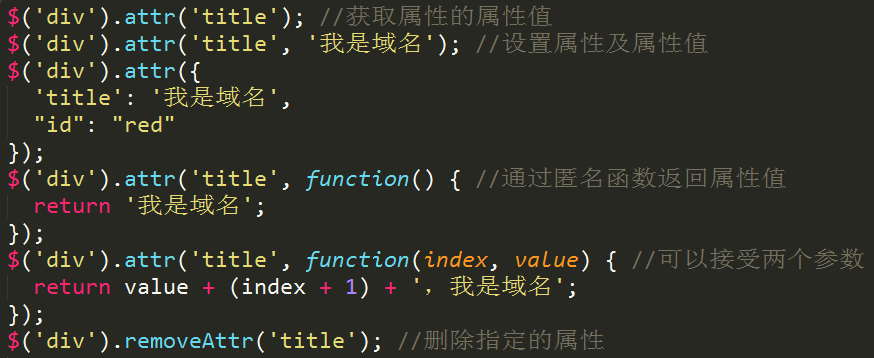 $('div').attr('title'); //获取属性的属性值
$('div').attr('title', '我是域名'); //设置属性及属性值
$('div').attr({
  'title': '我是域名',
  "id": "red"
});
$('div').attr('title', function() { //通过匿名函数返回属性值
  return '我是域名';
});
$('div').attr('title', function(index, value) { //可以接受两个参数
  return value + (index + 1) + '，我是域名';
});
$('div').removeAttr('title'); //删除指定的属性